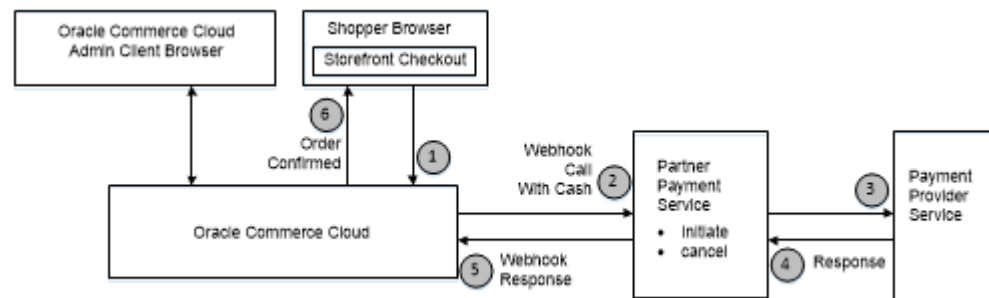 Oracle Commerce Cloud
Admin Client Browser
Shopper Browser
Storefront Checkout
6
Order
Confirmed
1
Webhook
Call
With Cash
2
Partner
Payment
Service
• Initiate
• cancel
3
Payment
Provider
Service
Oracle Commerce Cloud
5
Webhook
Response
4
Response